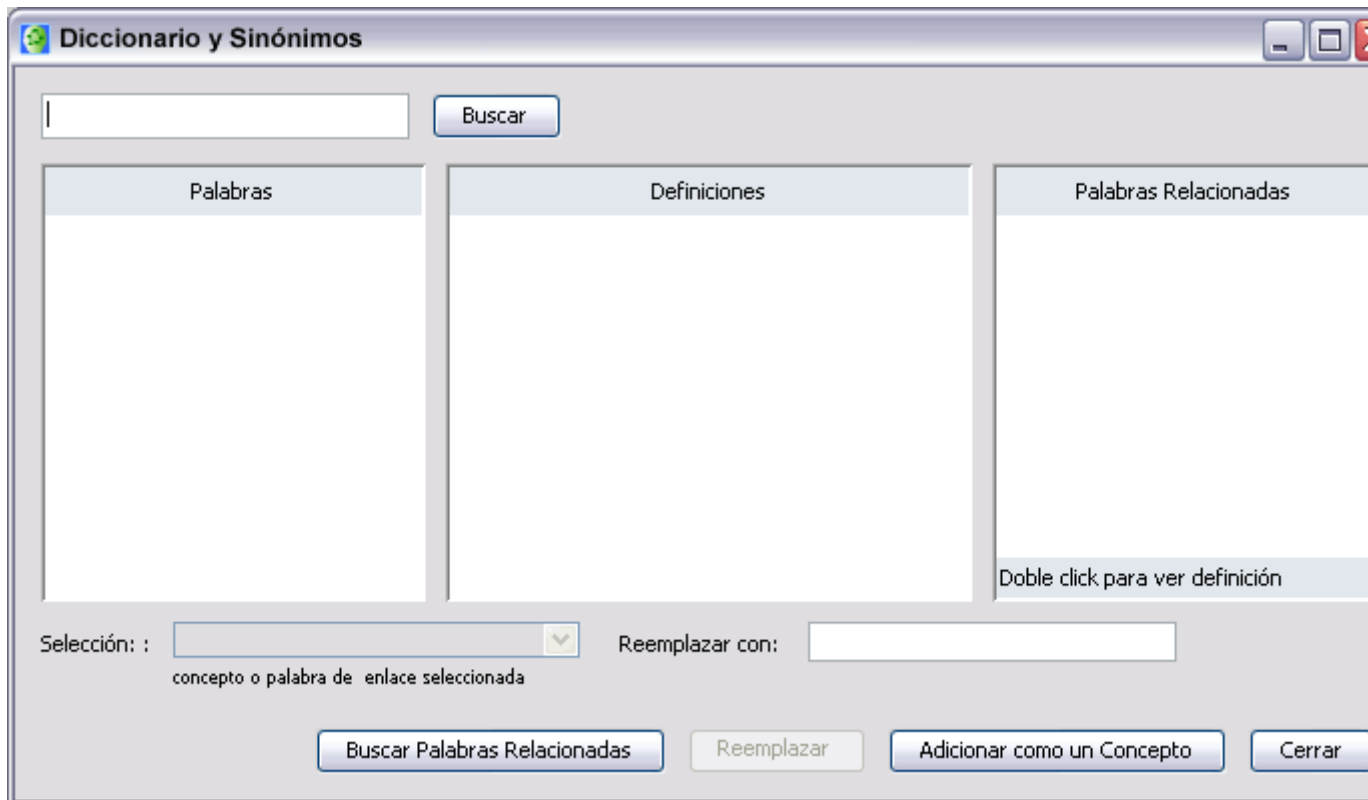 Diccionario y Sinónimos
Buscar
Palabras
Definiciones
Palabras Relacionadas
Doble click para ver definición
Selección: :
Reemplazar con:
concepto o palabra de enlace seleccionada
Buscar Palabras Relacionadas
Reemplazar
Adicionar como un Concepto
Cerrar